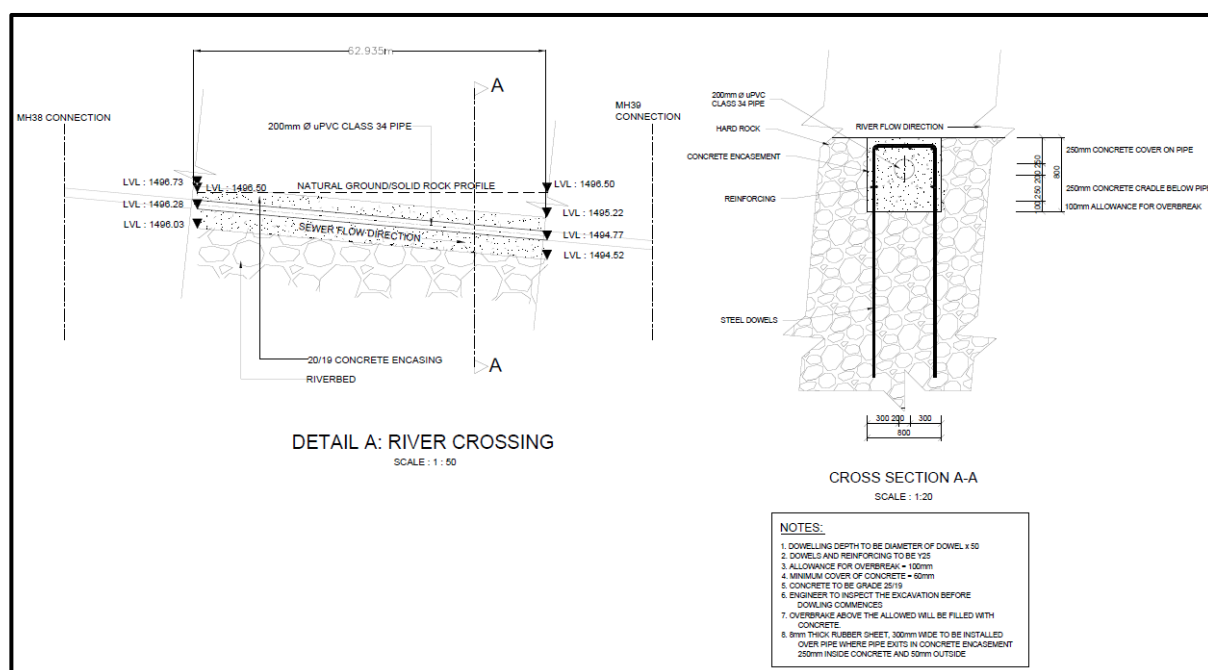 62.935m
A
MH38 CONNECTION
MH39
CONNECTION
200mm Ø uPVC CLASS 34 PIPE
LVL : 1496.73
LVL : 1496.50
NATURAL GROUND/SOLID ROCK PROFILE
LVL : 1496.50
LVL : 1496.28
LVL : 1495.22
LVL : 1496.03
SEWER FLOW DIRECTION
LVL : 1494.77
LVL : 1494.52
20/19 CONCRETE ENCASING
RIVERBED
A
DETAIL A: RIVER CROSSING
SCALE : 1 : 50
200mm Ø uPVC
CLASS 34 PIPE
HARD ROCK
RIVER FLOW DIRECTION
CONCRETE ENCASEMENT
REINFORCING
STEEL DOWELS
250mm CONCRETE COVER ON PIPE
250mm CONCRETE CRADLE BELOW PIPE
100mm ALLOWANCE FOR OVERBREAK
250
200
250
100
800
300 200 300
800
CROSS SECTION A-A
SCALE : 1:20
NOTES:
1. DOWELLING DEPTH TO BE DIAMETER OF DOWEL x 50
2. DOWELS AND REINFORCING TO BE Y25
3. ALLOWANCE FOR OVERBREAK = 100mm
4. MINIMUM COVER OF CONCRETE = 60mm
5. CONCRETE TO BE GRADE 25/19
6. ENGINEER TO INSPECT THE EXCAVATION BEFORE
DOWLING COMMENCES
7. OVERBRAKE ABOVE THE ALLOWED WILL BE FILLED WITH
CONCRETE.
8. 8mm THICK RUBBER SHEET, 300mm WIDE TO BE INSTALLED
OVER PIPE WHERE PIPE EXITS IN CONCRETE ENCASEMENT
250mm INSIDE CONCRETE AND 50mm OUTSIDE